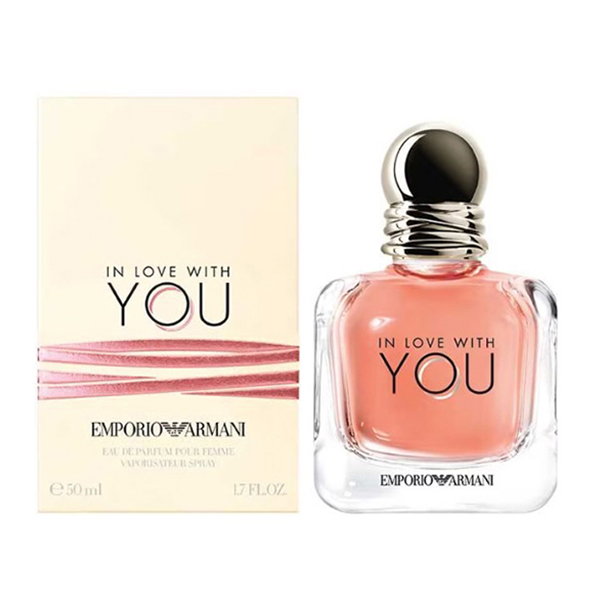 IN LOVE WITH
YOU
EMPORIO ARMANI
EAU DE PARFUM POUR FEMME
VAPORISATEUR SPRAY
℮ 50 ml 1.7 FL.OZ.
IN LOVE WITH
YOU
EMPORIO ARMANI